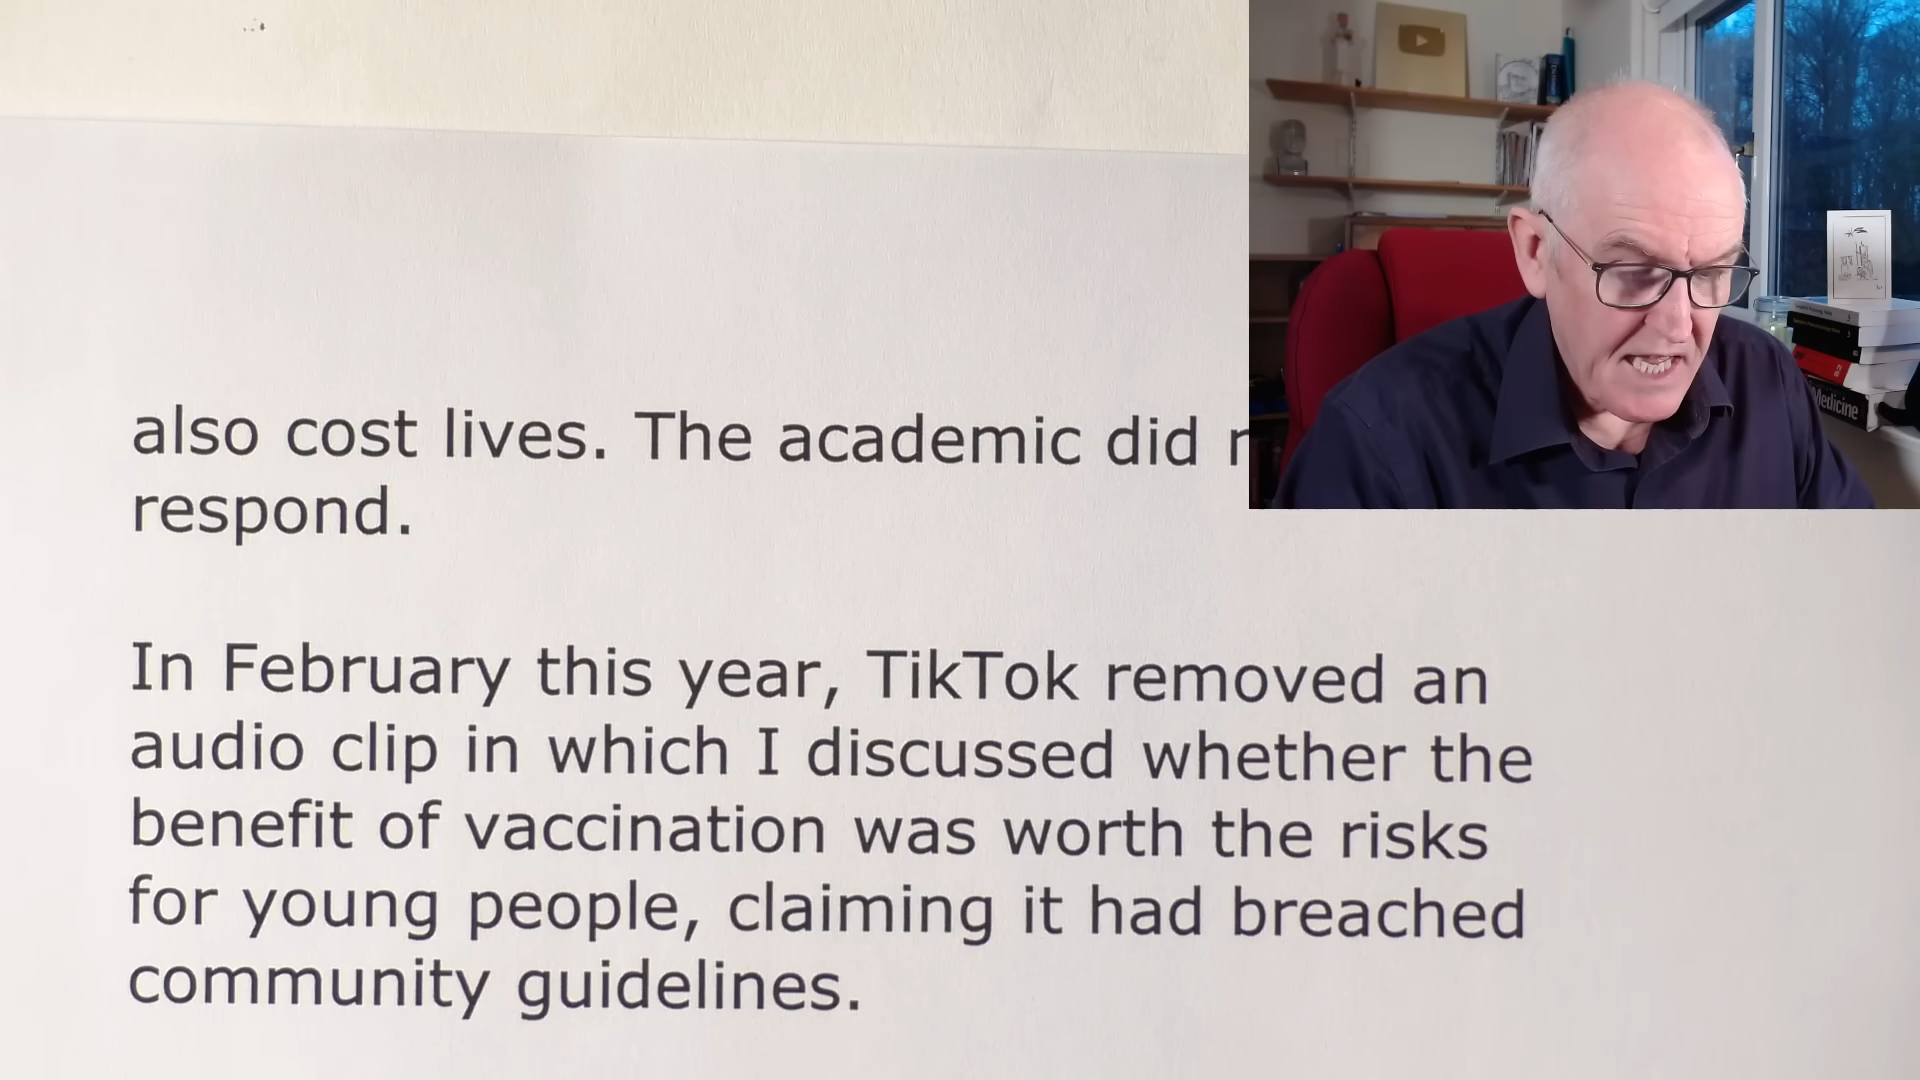 also cost lives. The academic did
respond.
In February this year, TikTok removed an
audio clip in which I discussed whether the
benefit of vaccination was worth the risks
for young people, claiming it had breached
community guidelines.
Medicine